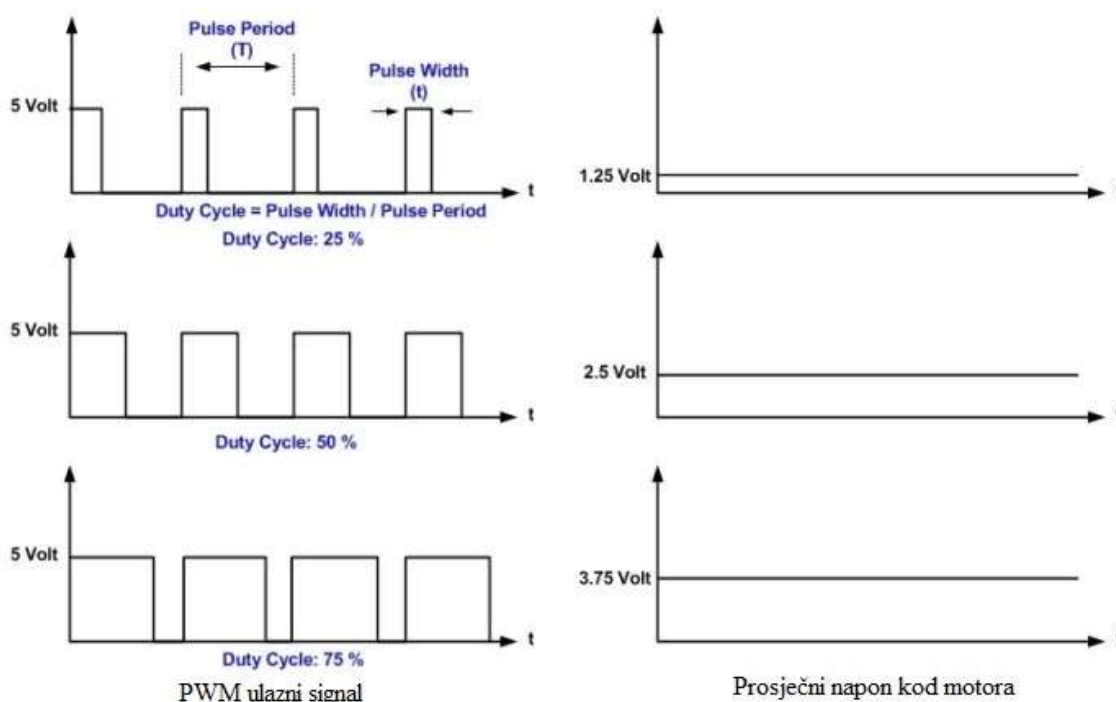 Pulse Period
(T)
Pulse Width
(t)
5 Volt
t
Duty Cycle = Pulse Width / Pulse Period
Duty Cycle: 25 %
1.25 Volt
5 Volt
t
Duty Cycle: 50 %
2.5 Volt
5 Volt
t
Duty Cycle: 75 %
3.75 Volt
PWM ulazni signal
Prosječni napon kod motora